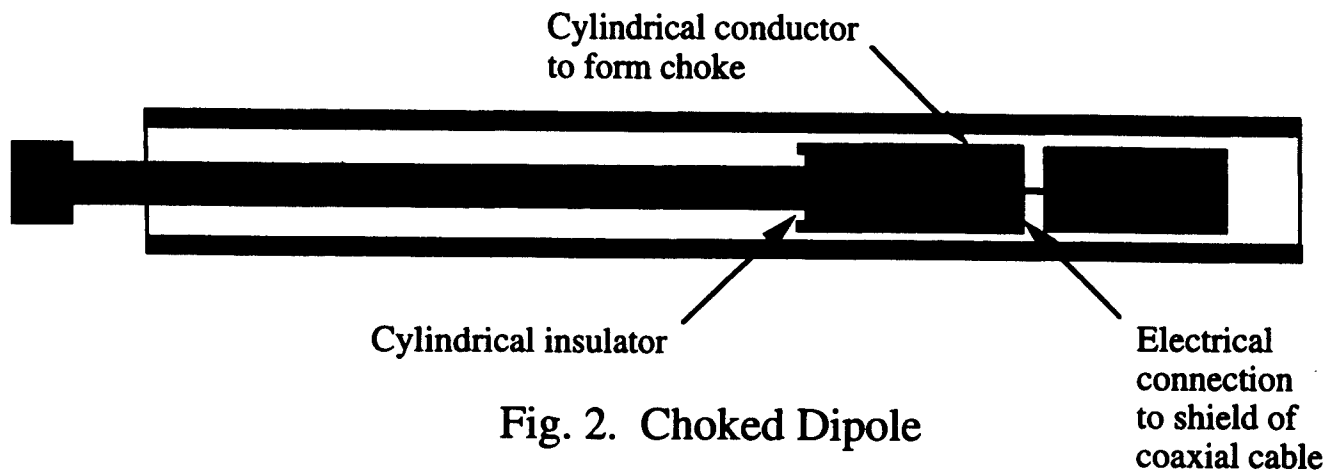 Cylindrical conductor
to form choke
Cylindrical insulator
Electrical
connection
to shield of
coaxial cable
Fig. 2. Choked Dipole